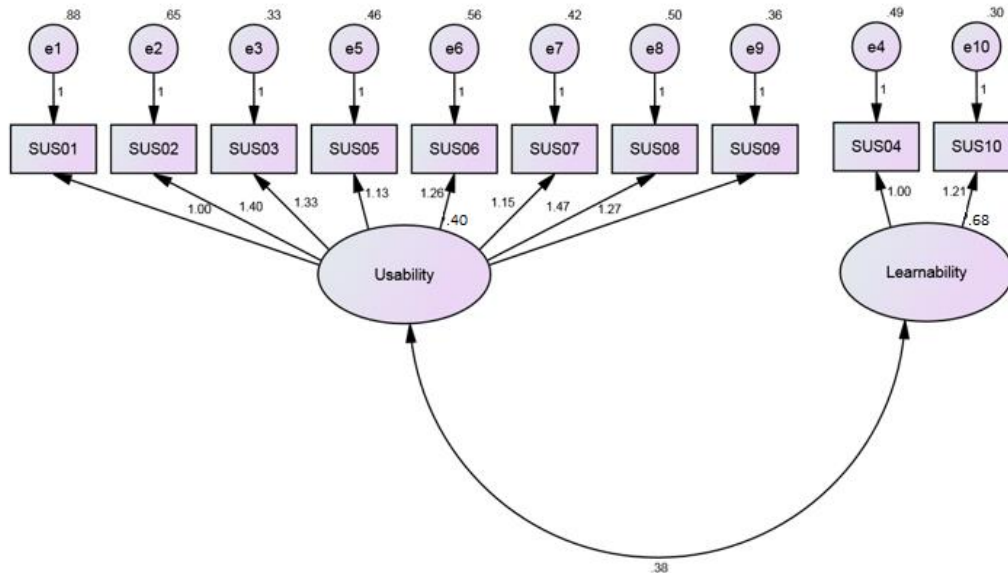 .88 .65 .33 .46 .56 .42 .50 .36 .49 .30
e1 e2 e3 e5 e6 e7 e8 e9 e4 e10
1 1 1 1 1 1 1 1 1 1
SUS01 SUS02 SUS03 SUS05 SUS06 SUS07 SUS08 SUS09 SUS04 SUS10
1.00 1.40 1.33 1.13 1.26 1.15 1.47 1.27 1.00 1.21
.40 .68
Usability Learnability
.38